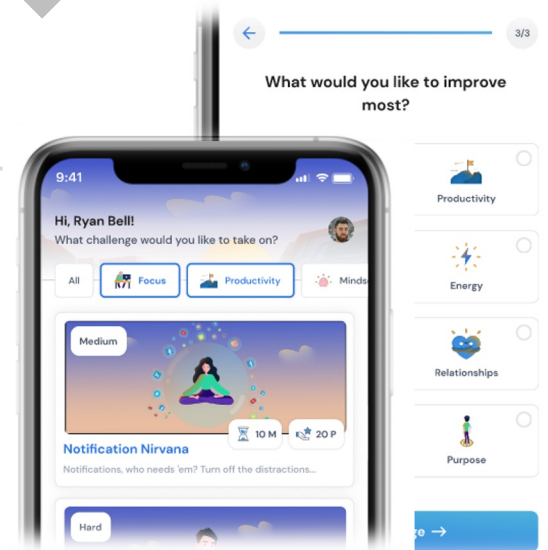 3/3
What would you like to improve
most?
Productivity
Energy
Relationships
Purpose
9:41
Hi, Ryan Bell!
What challenge would you like to take on?
All
Focus
Productivity
Medium
10 M
20 P
Notification Nirvana
Notifications, who needs 'em? Turn off the distractions...
Hard